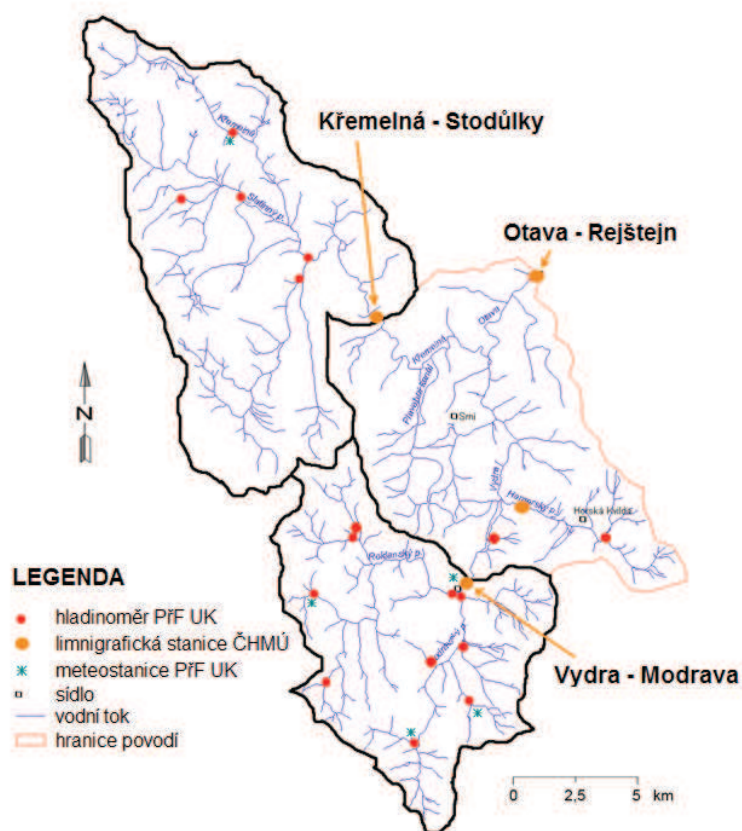 Křemelná - Stodůlky
Otava - Rejštejn
Vydra - Modrava
Křemelná
Slatinný p.
Otava
Křemelná
Srní
Vydra
Hamerský p.
Horská Kvilda
Roklanský p.
N
LEGENDA
hladinoměr PřF UK
limnigrafická stanice ČHMÚ
meteostanice PřF UK
sídlo
vodní tok
hranice povodí
0 2,5 5 km